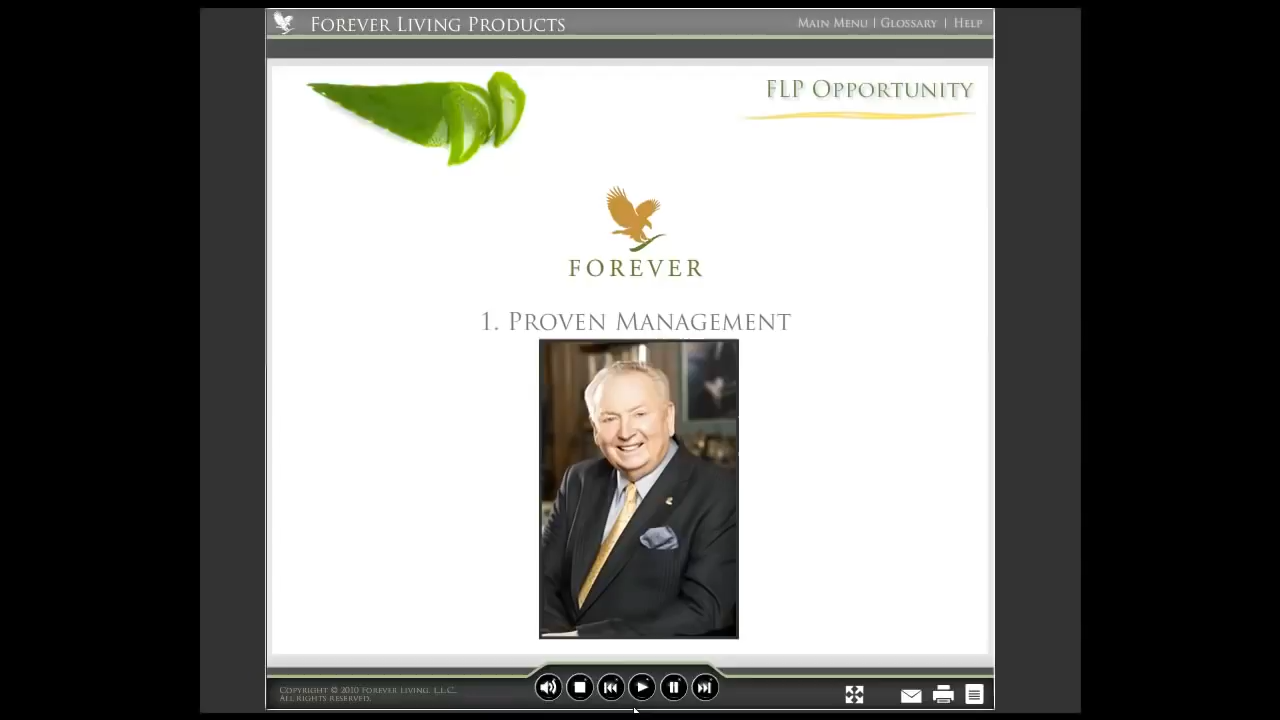 Forever Living Products
Main Menu | Glossary | Help
FLP Opportunity
FOREVER
1. Proven Management
Copyright © 2010 Forever Living, L.L.C.,
All Rights Reserved.